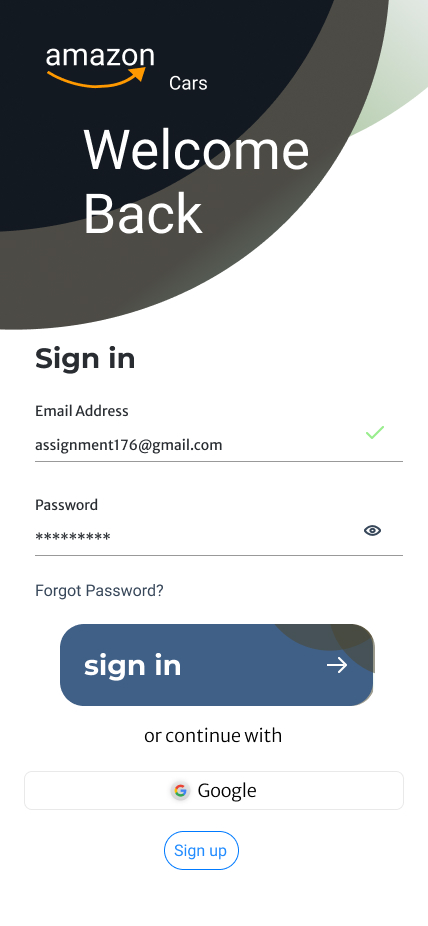 amazon
Cars
Welcome
Back
Sign in
Email Address
assignment176@gmail.com
Password
*********
Forgot Password?
sign in
or continue with
Google
Sign up